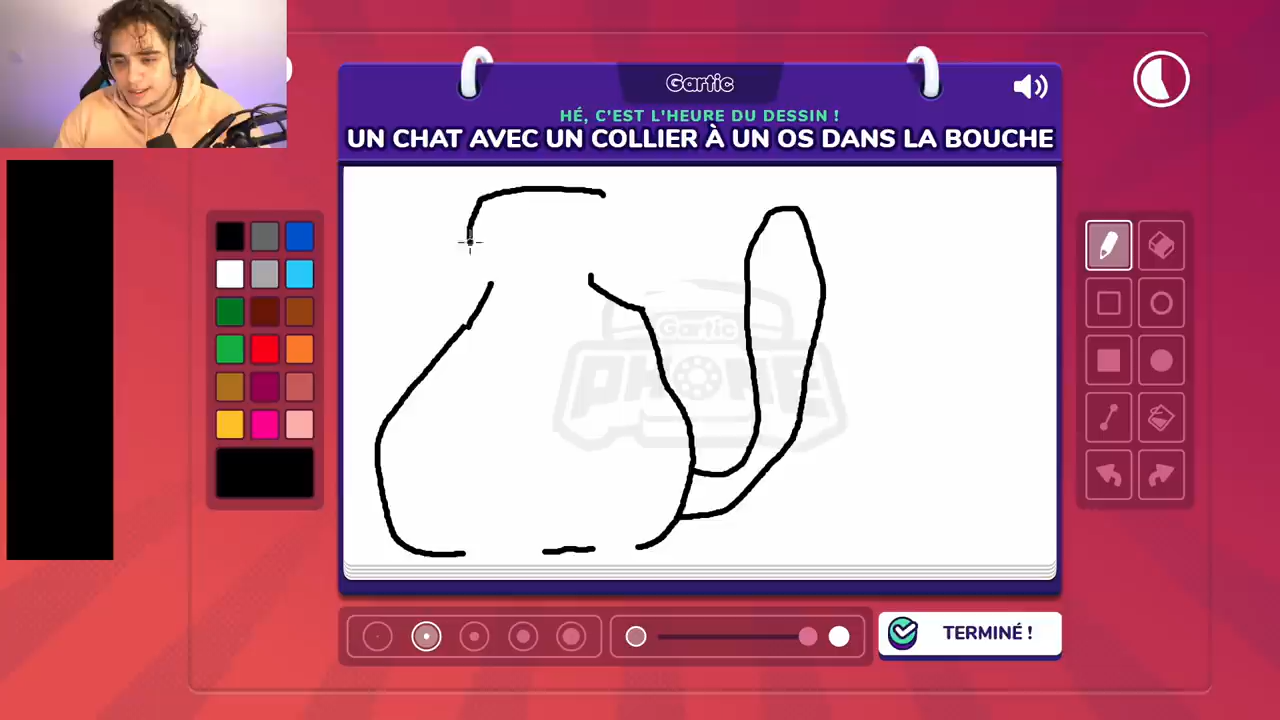 Gartic
HÉ, C'EST L'HEURE DU DESSIN !
UN CHAT AVEC UN COLLIER À UN OS DANS LA BOUCHE
Gartic
PHONE
TERMINÉ !